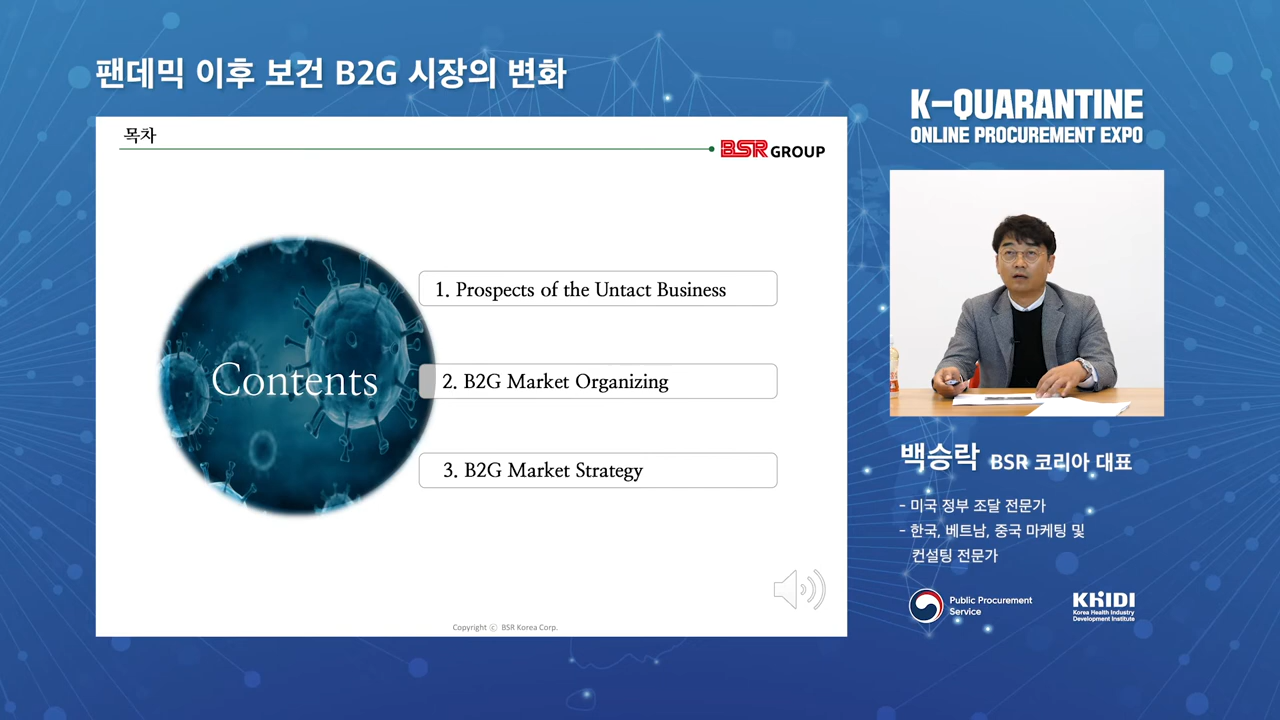 팬데믹 이후 보건 B2G 시장의 변화
목차
BSR GROUP
Contents
1. Prospects of the Untact Business
2. B2G Market Organizing
3. B2G Market Strategy
Copyright ⓒ BSR Korea Corp.
K-QUARANTINE
ONLINE PROCUREMENT EXPO
백승락 BSR 코리아 대표
- 미국 정부 조달 전문가
- 한국, 베트남, 중국 마케팅 및
컨설팅 전문가
Public Procurement
Service
KHIDI
Korea Health Industry
Development Institute